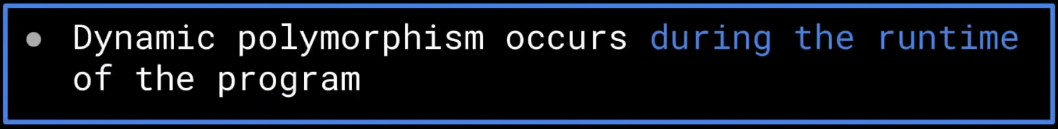 ● Dynamic polymorphism occurs during the runtime
of the program